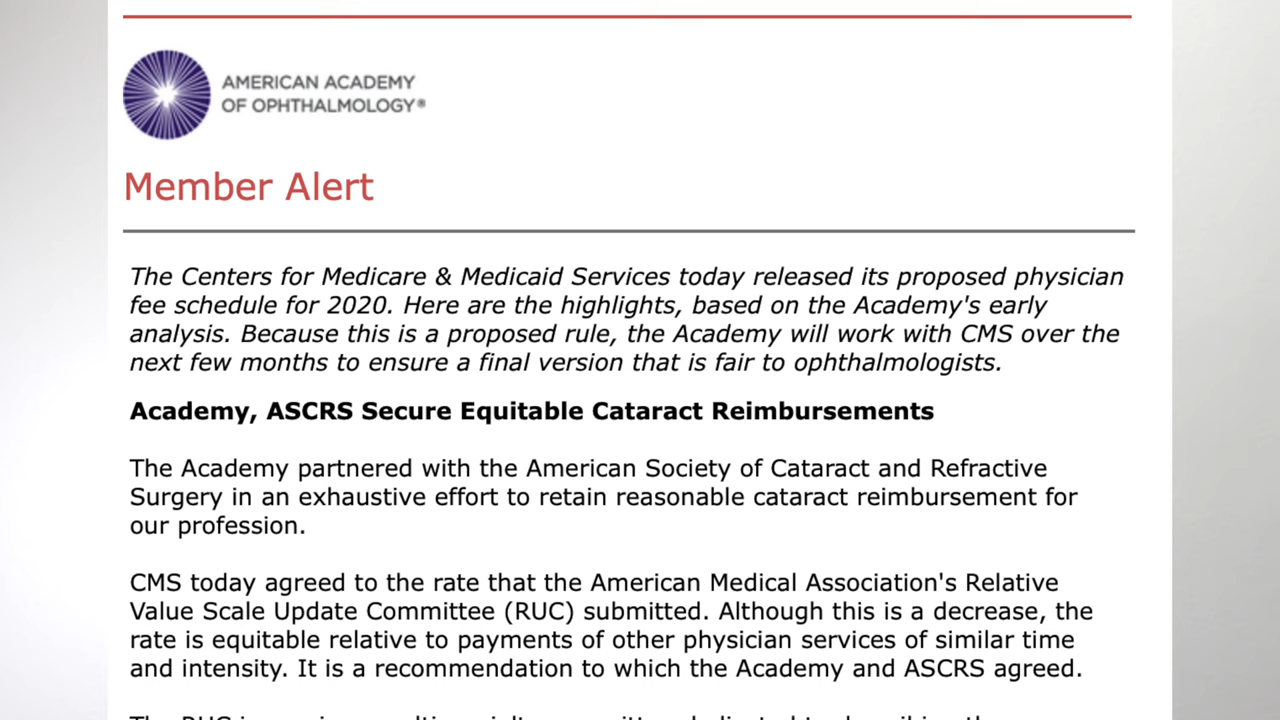 AMERICAN ACADEMY
OF OPHTHALMOLOGY®
Member Alert
The Centers for Medicare & Medicaid Services today released its proposed physician
fee schedule for 2020. Here are the highlights, based on the Academy's early
analysis. Because this is a proposed rule, the Academy will work with CMS over the
next few months to ensure a final version that is fair to ophthalmologists.
Academy, ASCRS Secure Equitable Cataract Reimbursements
The Academy partnered with the American Society of Cataract and Refractive
Surgery in an exhaustive effort to retain reasonable cataract reimbursement for
our profession.
CMS today agreed to the rate that the American Medical Association's Relative
Value Scale Update Committee (RUC) submitted. Although this is a decrease, the
rate is equitable relative to payments of other physician services of similar time
and intensity. It is a recommendation to which the Academy and ASCRS agreed.